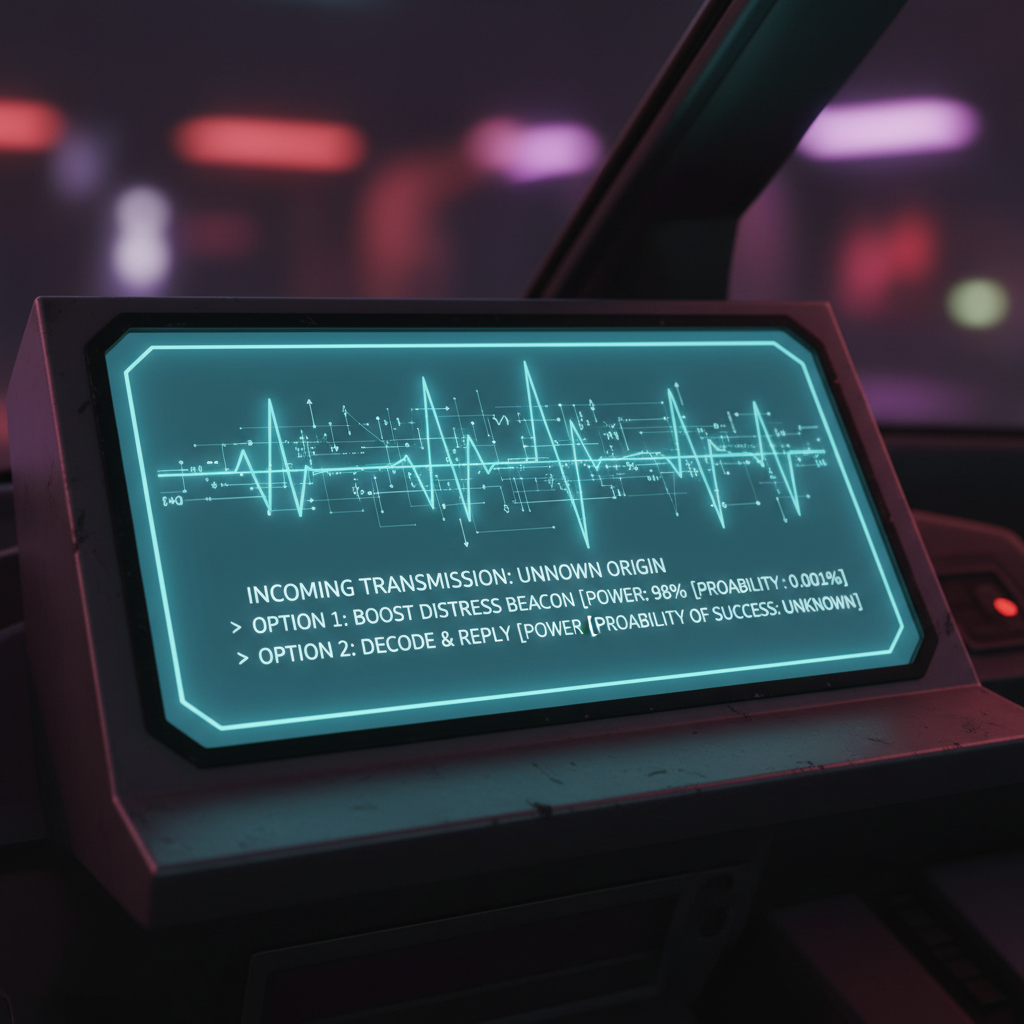 INCOMING TRANSMISSION: UNNOWN ORIGIN
> OPTION 1: BOOST DISTRESS BEACON [POWER: 98% [PROABILITY : 0.001%]
> OPTION 2: DECODE & REPLY [POWER [PROABILITY OF SUCCESS: UNKNOWN]